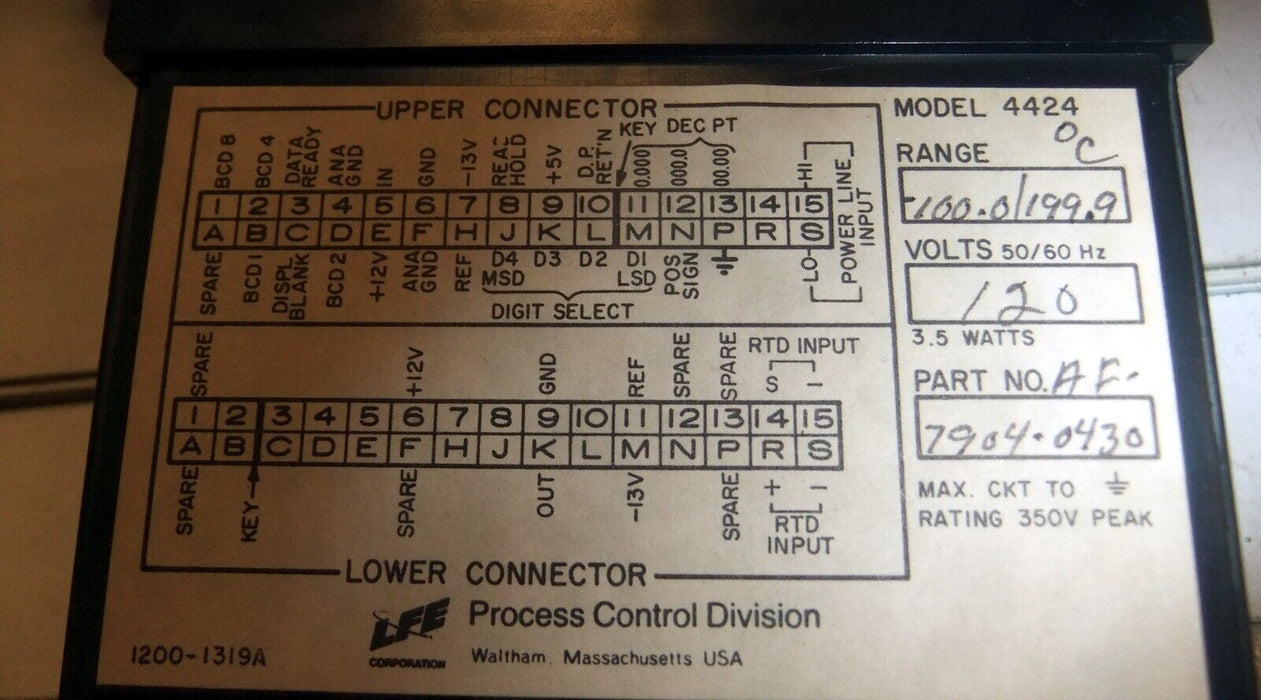 UPPER CONNECTOR
KEY DEC PT
BCD 8
BCD 4
DATA READY
ANA GND
IN
GND
-13V
READ HOLD
+5V
D.P. RET'N
0.000
000.0
00.00
HI
1 2 3 4 5 6 7 8 9 10 11 12 13 14 15
A B C D E F H J K L M N P R S
SPARE
BCD 1
DISPL BLANK
BCD 2
+12V
ANA GND
REF
D4 MSD
D3
D2
D1 LSD
POS SIGN
LO
POWER LINE INPUT
DIGIT SELECT
SPARE
+12V
GND
REF
SPARE
SPARE
RTD INPUT
S -
1 2 3 4 5 6 7 8 9 10 11 12 13 14 15
A B C D E F H J K L M N P R S
SPARE
KEY
SPARE
OUT
-13V
SPARE
+ -
RTD INPUT
LOWER CONNECTOR
MODEL 4424
°C
RANGE
-100.0/199.9
VOLTS 50/60 Hz
120
3.5 WATTS
PART NO. AF-
7904-0430
MAX. CKT TO ⏚
RATING 350V PEAK
LFE
CORPORATION
Process Control Division
Waltham, Massachusetts USA
1200-1319A